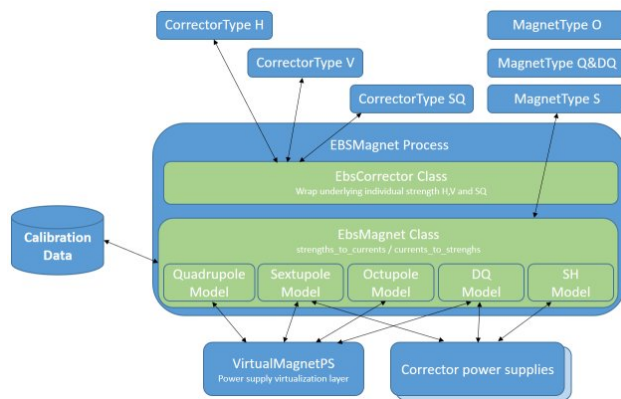 CorrectorType H
MagnetType O
CorrectorType V
MagnetType Q&DQ
CorrectorType SQ
MagnetType S
EBSMagnet Process
EbsCorrector Class
Wrap underlying individual strength H,V and SQ
EbsMagnet Class
strengths_to_currents / currents_to_strenghs
Calibration
Data
Quadrupole
Model
Sextupole
Model
Octupole
Model
DQ
Model
SH
Model
VirtualMagnetPS
Power supply virtualization layer
Corrector power supplies